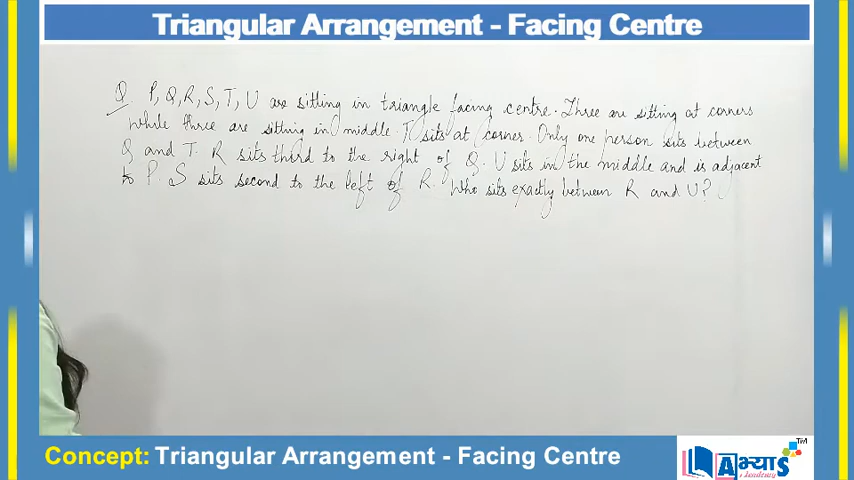 Triangular Arrangement - Facing Centre
Q. P, Q, R, S, T, U are sitting in triangle facing centre. Three are sitting at corners
while three are sitting in middle. T sits at corner. Only one person sits between
Q and T. R sits third to the right of Q. U sits in the middle and is adjacent
to P. S sits second to the left of R. Who sits exactly between R and U?
Concept: Triangular Arrangement - Facing Centre
अभ्याS
e Academy
TM